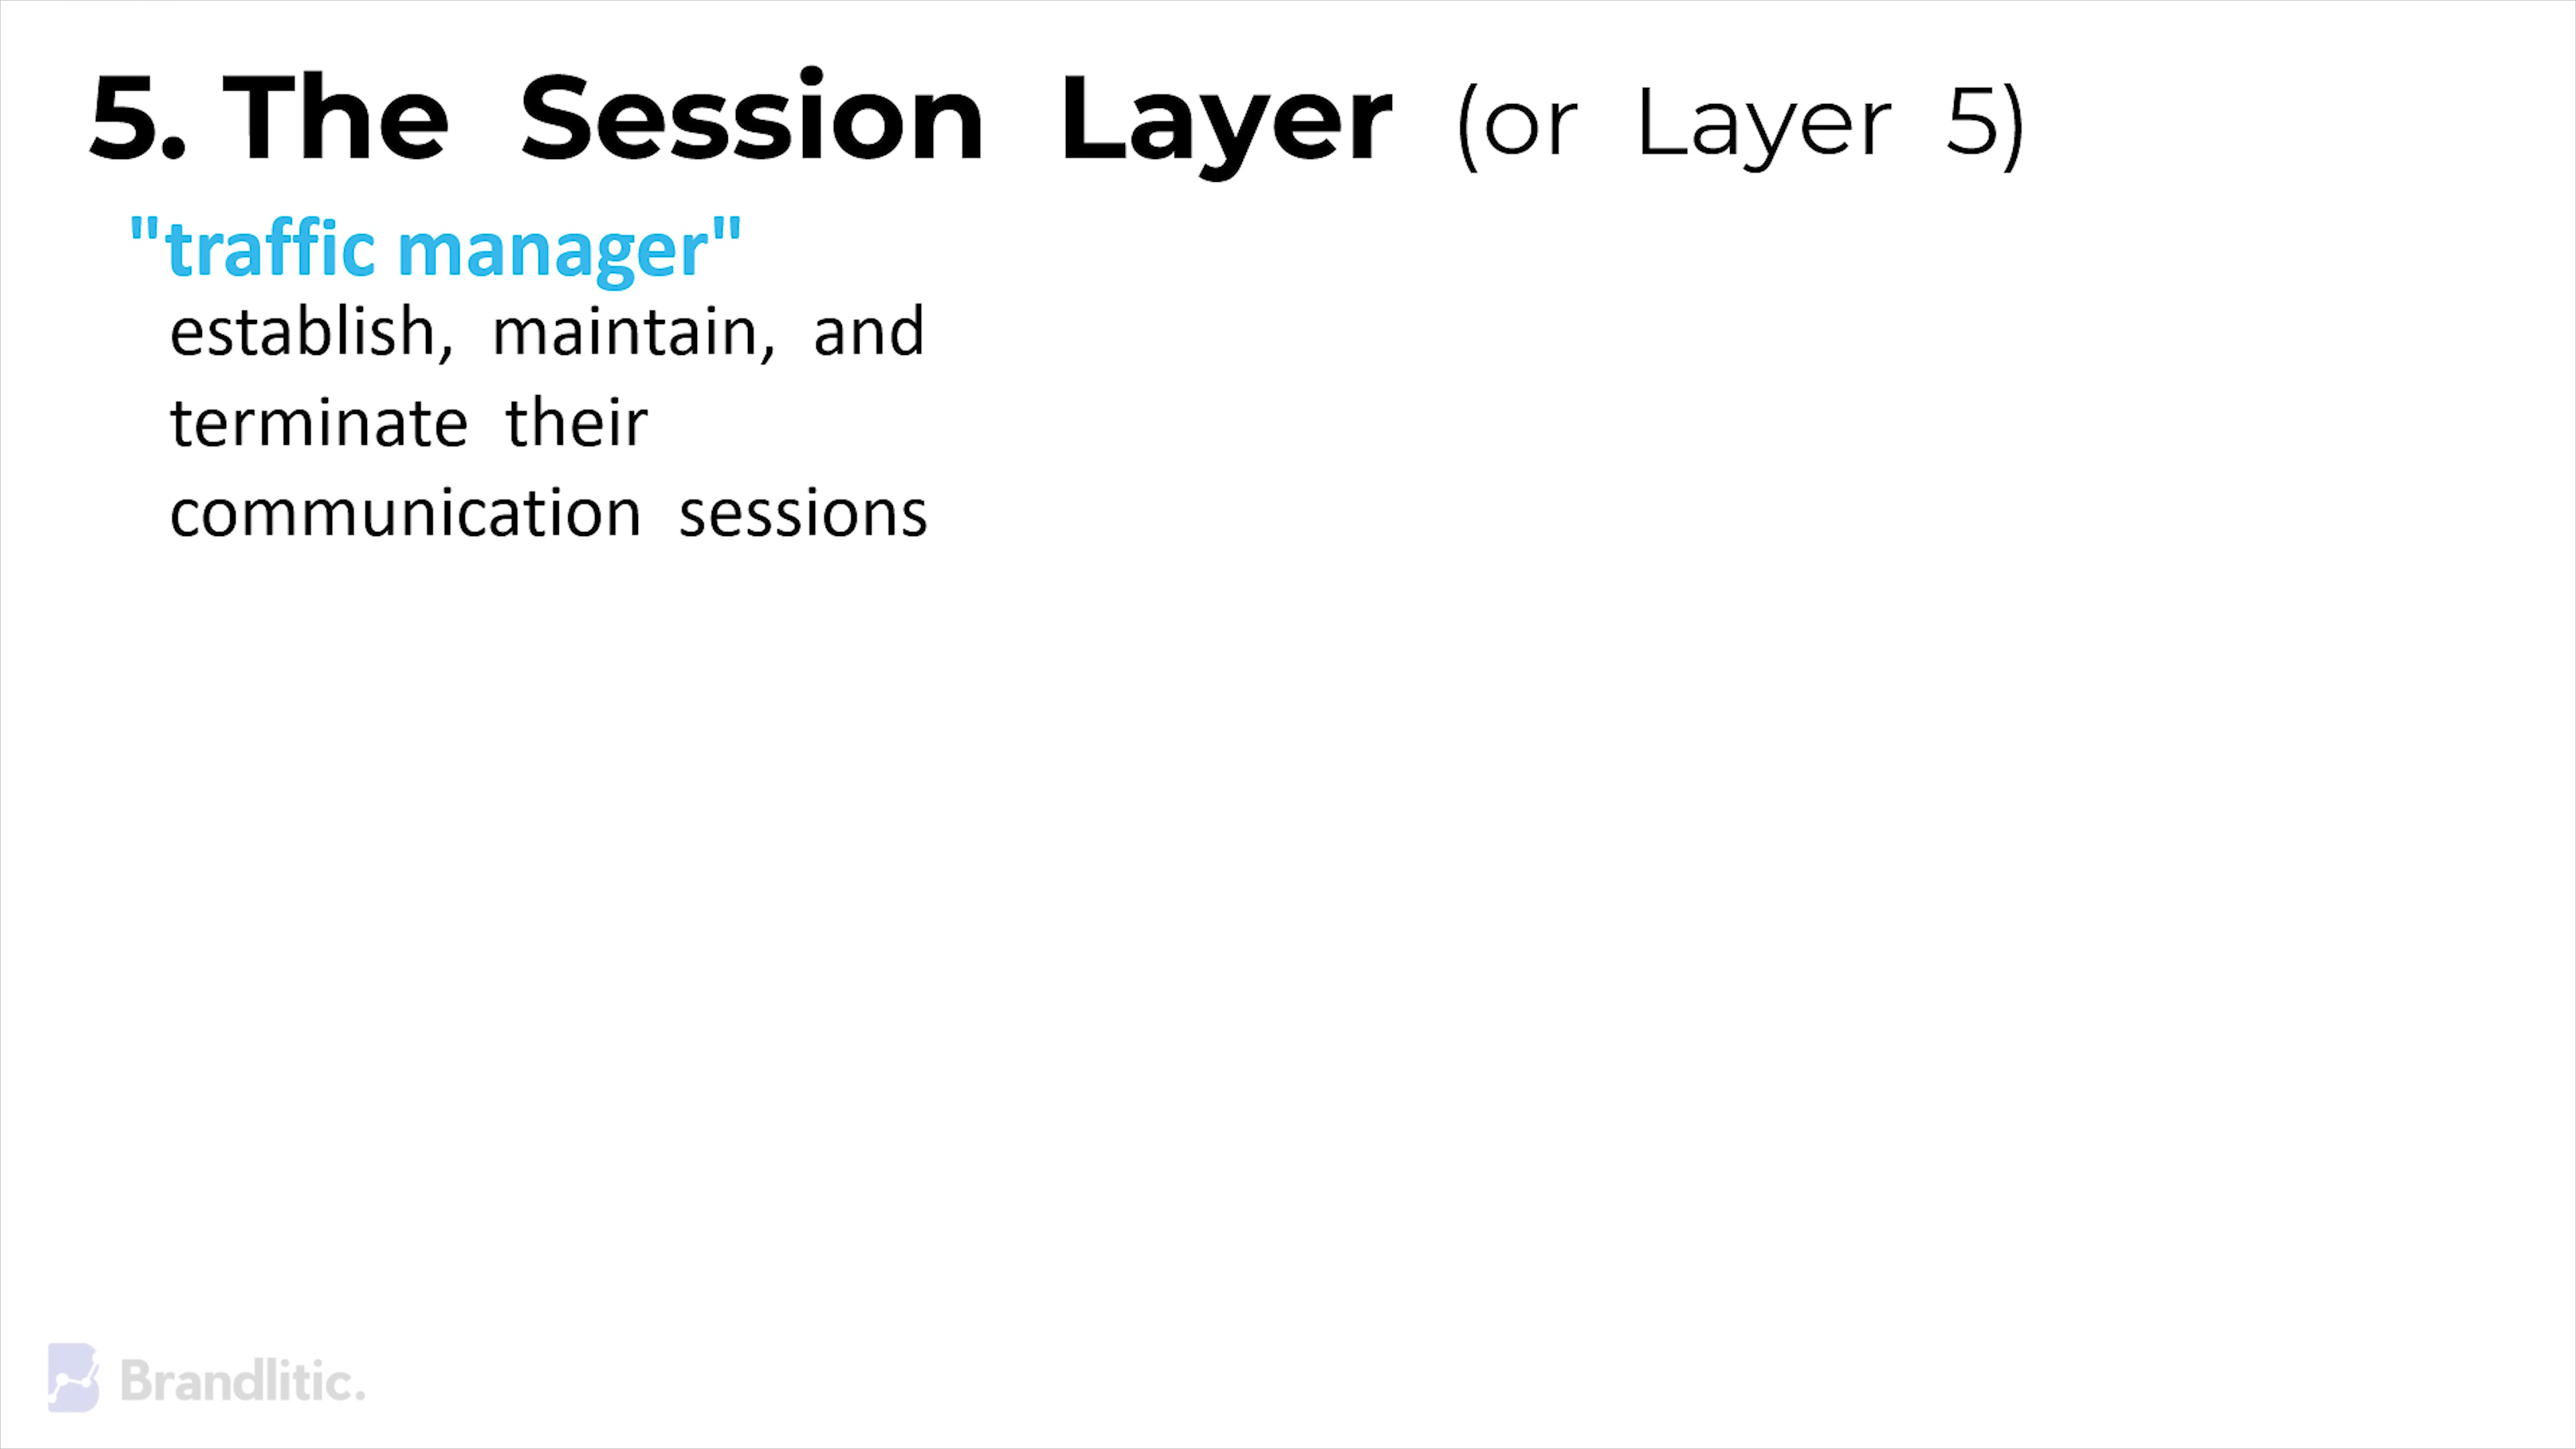 5. The Session Layer (or Layer 5)
"traffic manager"
establish, maintain, and
terminate their
communication sessions
Brandlitic.